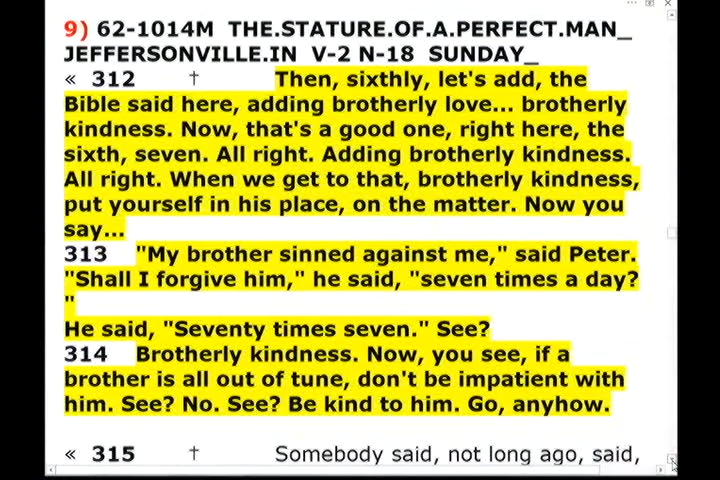 9) 62-1014M THE.STATURE.OF.A.PERFECT.MAN_
JEFFERSONVILLE.IN V-2 N-18 SUNDAY_
« 312 † Then, sixthly, let's add, the
Bible said here, adding brotherly love... brotherly
kindness. Now, that's a good one, right here, the
sixth, seven. All right. Adding brotherly kindness.
All right. When we get to that, brotherly kindness,
put yourself in his place, on the matter. Now you
say...
313 "My brother sinned against me," said Peter.
"Shall I forgive him," he said, "seven times a day?
"
He said, "Seventy times seven." See?
314 Brotherly kindness. Now, you see, if a
brother is all out of tune, don't be impatient with
him. See? No. See? Be kind to him. Go, anyhow.
« 315 † Somebody said, not long ago, said,